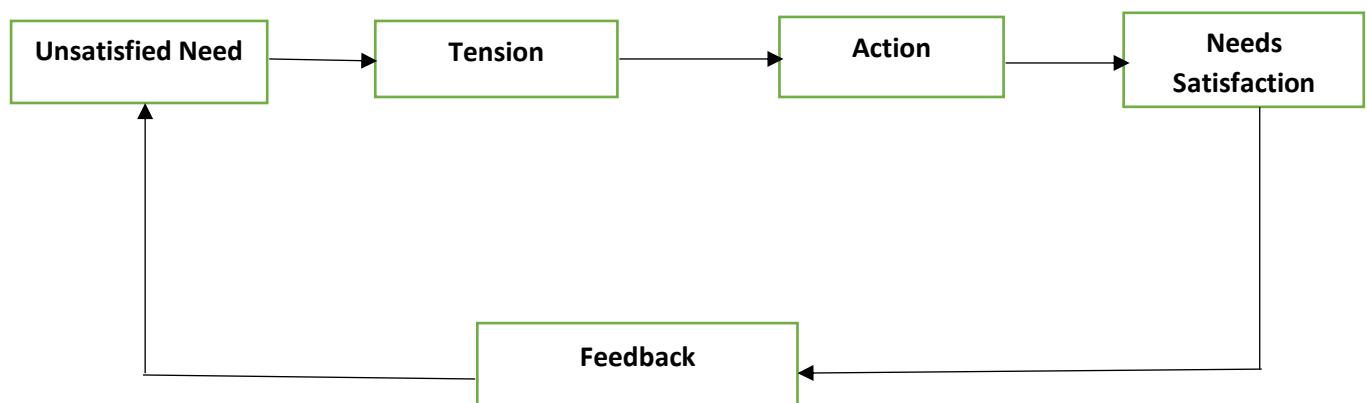 Unsatisfied Need
Tension
Action
Needs
Satisfaction
Feedback